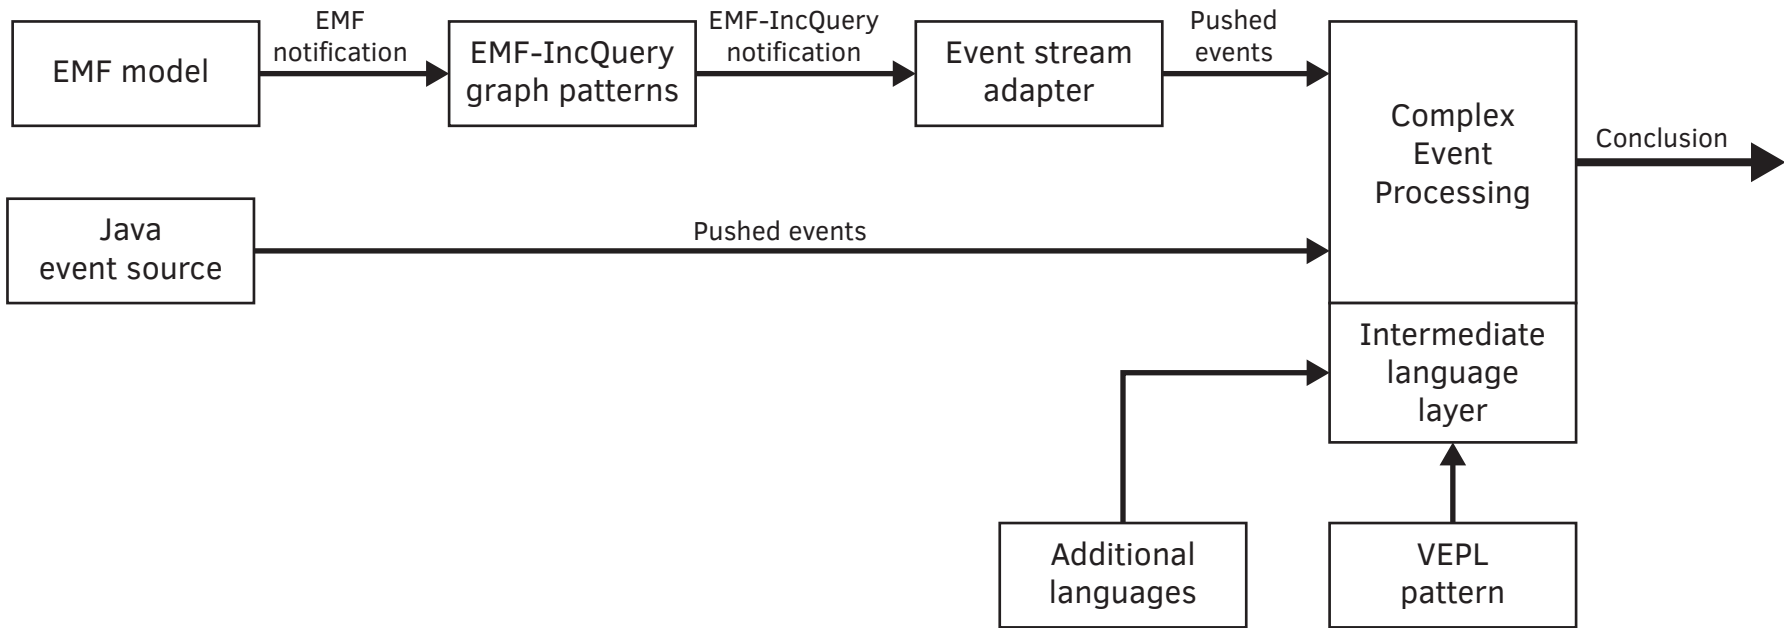 EMF
notification
EMF-IncQuery
notification
Pushed
events
EMF model
EMF-IncQuery
graph patterns
Event stream
adapter
Complex
Event
Processing
Conclusion
Java
event source
Pushed events
Intermediate
language
layer
Additional
languages
VEPL
pattern